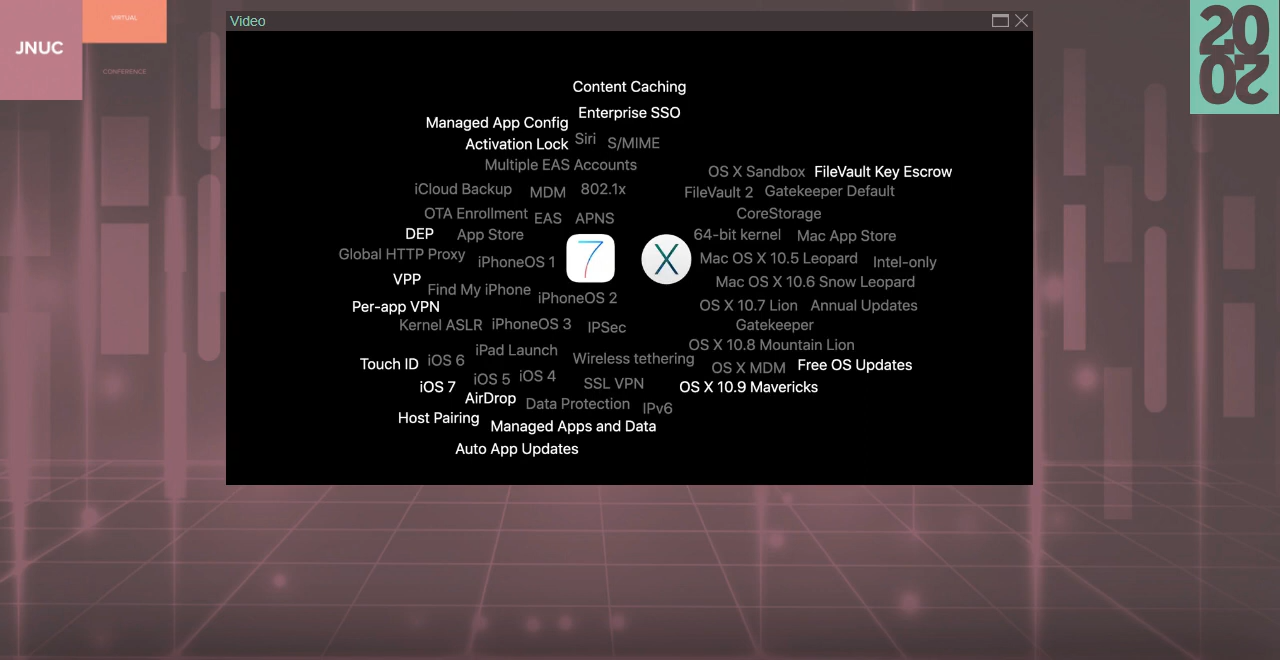 JNUC
VIRTUAL
CONFERENCE
Video
20
20
Content Caching
Enterprise SSO
Managed App Config
Activation Lock
Siri
S/MIME
Multiple EAS Accounts
OS X Sandbox
FileVault Key Escrow
iCloud Backup
MDM
802.1x
FileVault 2
Gatekeeper Default
OTA Enrollment
EAS
APNS
CoreStorage
DEP
App Store
64-bit kernel
Mac App Store
Global HTTP Proxy
iPhoneOS 1
7
X
Mac OS X 10.5 Leopard
Intel-only
VPP
Find My iPhone
iPhoneOS 2
Mac OS X 10.6 Snow Leopard
Per-app VPN
OS X 10.7 Lion
Annual Updates
Kernel ASLR
iPhoneOS 3
IPSec
Gatekeeper
iPad Launch
OS X 10.8 Mountain Lion
Touch ID
iOS 6
Wireless tethering
OS X MDM
Free OS Updates
iOS 7
iOS 5
iOS 4
SSL VPN
OS X 10.9 Mavericks
AirDrop
Data Protection
IPv6
Host Pairing
Managed Apps and Data
Auto App Updates